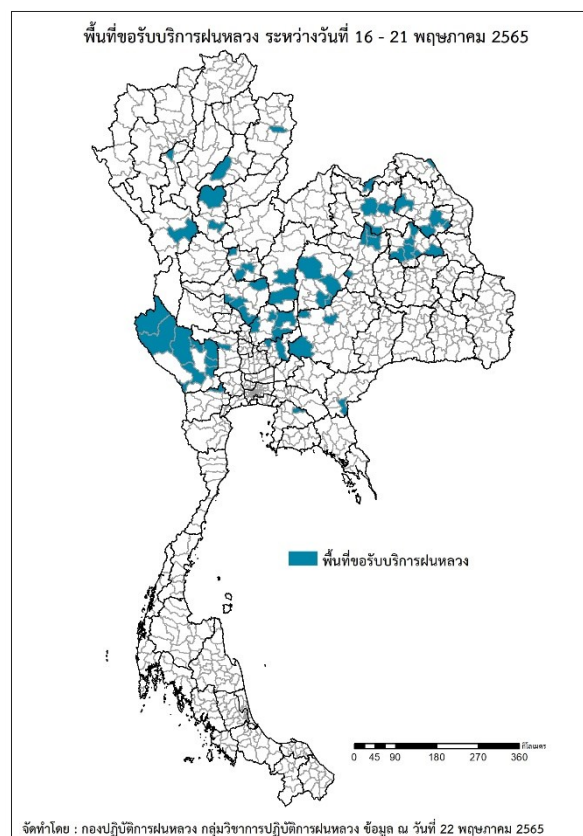 พื้นที่ขอรับบริการฝนหลวง ระหว่างวันที่ 16 - 21 พฤษภาคม 2565
พื้นที่ขอรับบริการฝนหลวง
กิโลเมตร
0 45 90 180 270 360
จัดทำโดย : กองปฏิบัติการฝนหลวง กลุ่มวิชาการปฏิบัติการฝนหลวง ข้อมูล ณ วันที่ 22 พฤษภาคม 2565